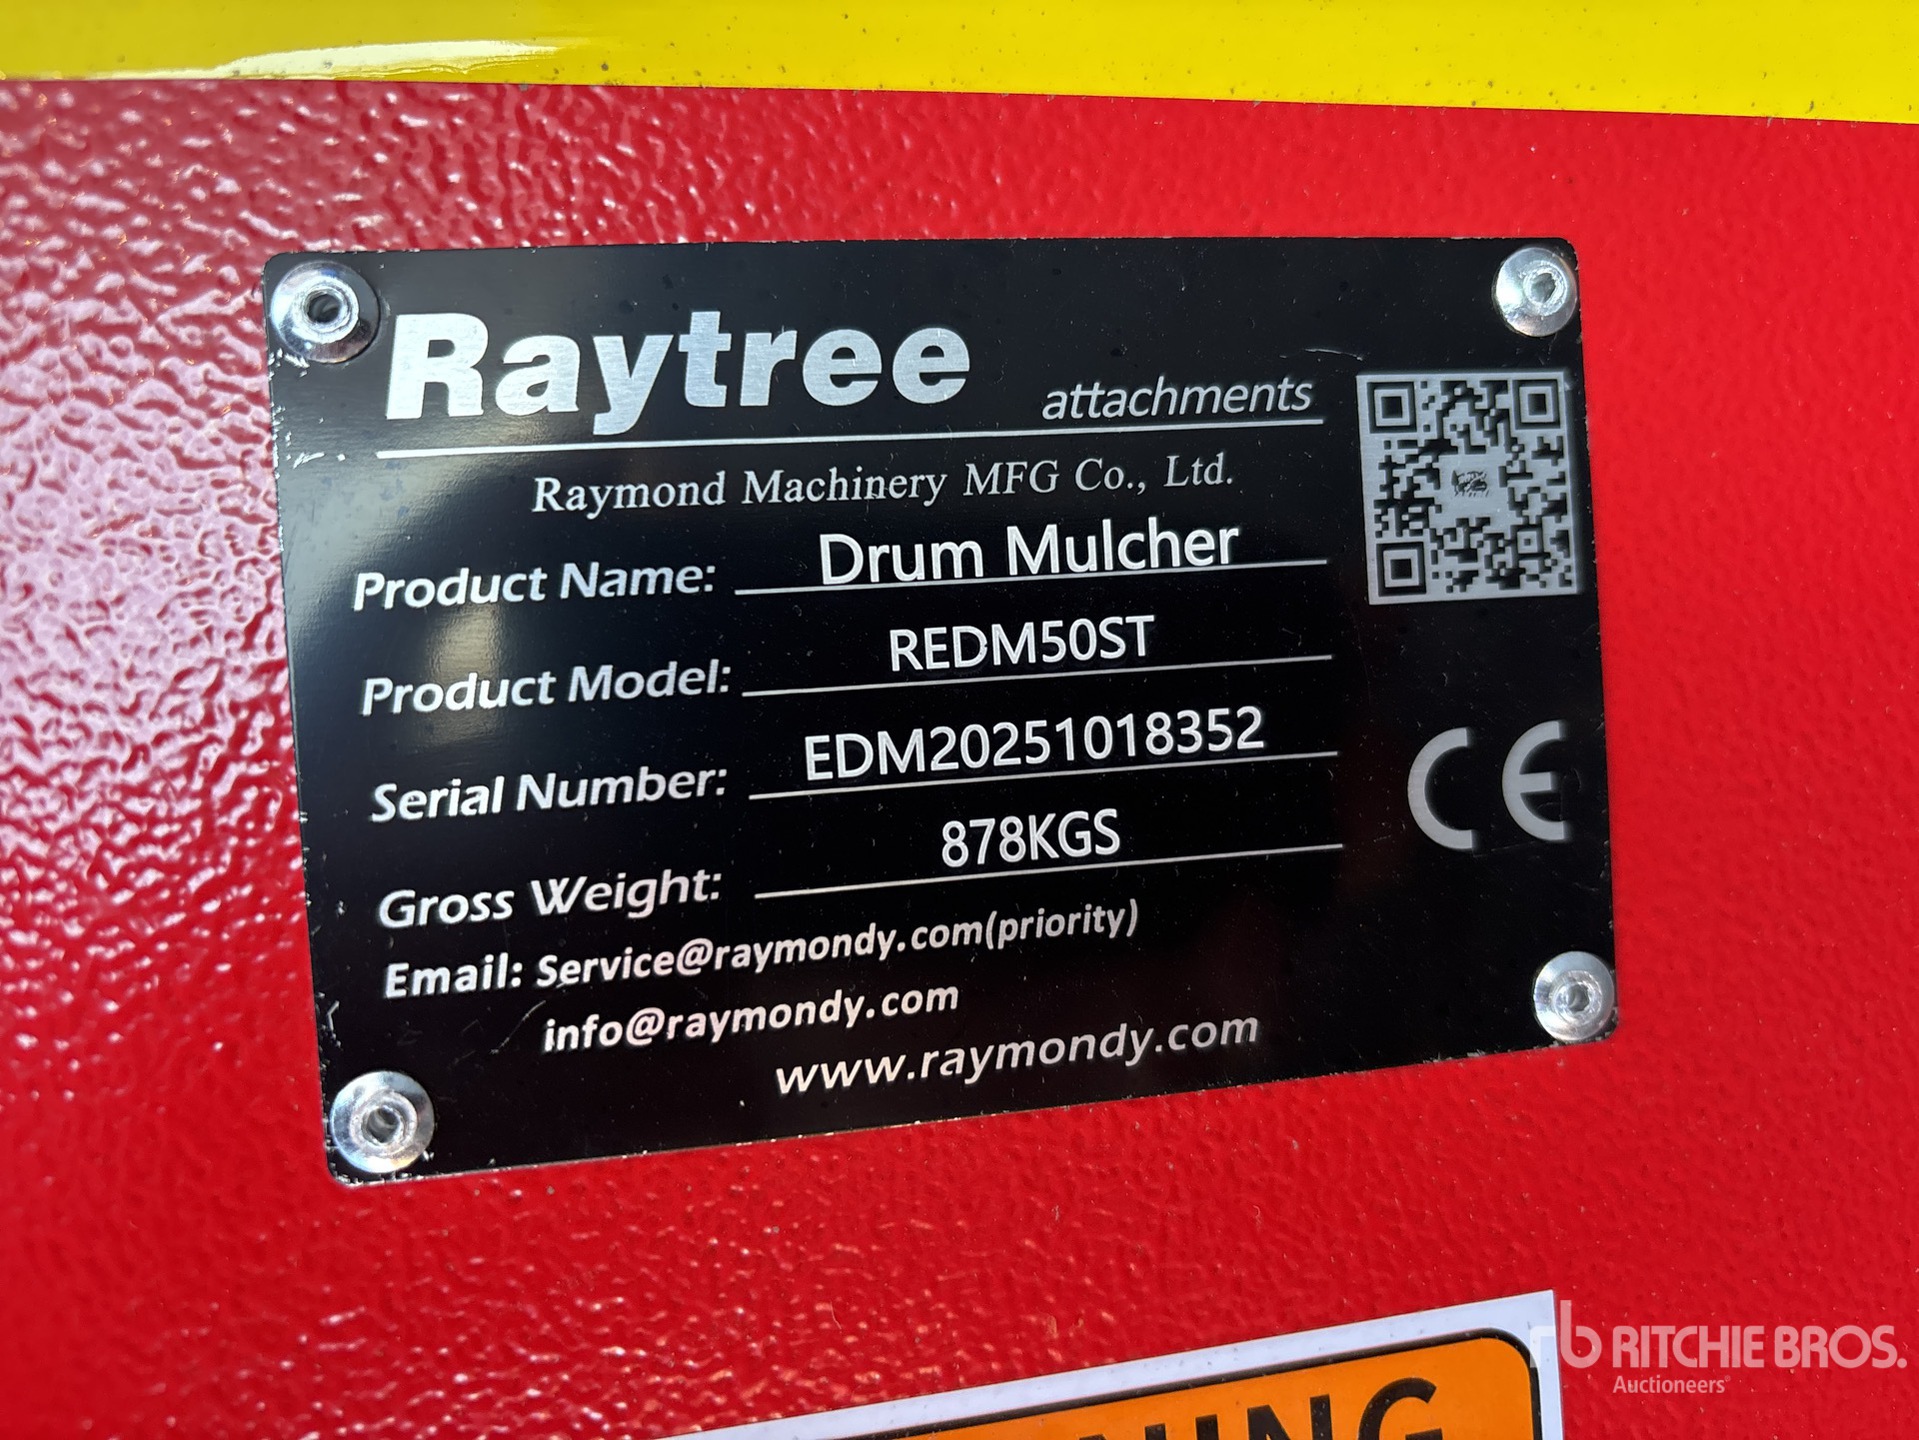 Raytree attachments
Raymond Machinery MFG Co., Ltd.
Product Name: Drum Mulcher
Product Model: REDM50ST
Serial Number: EDM20251018352
Gross Weight: 878KGS
CE
Email: Service@raymondy.com(priority)
info@raymondy.com
www.raymondy.com
rb RITCHIE BROS.
Auctioneers